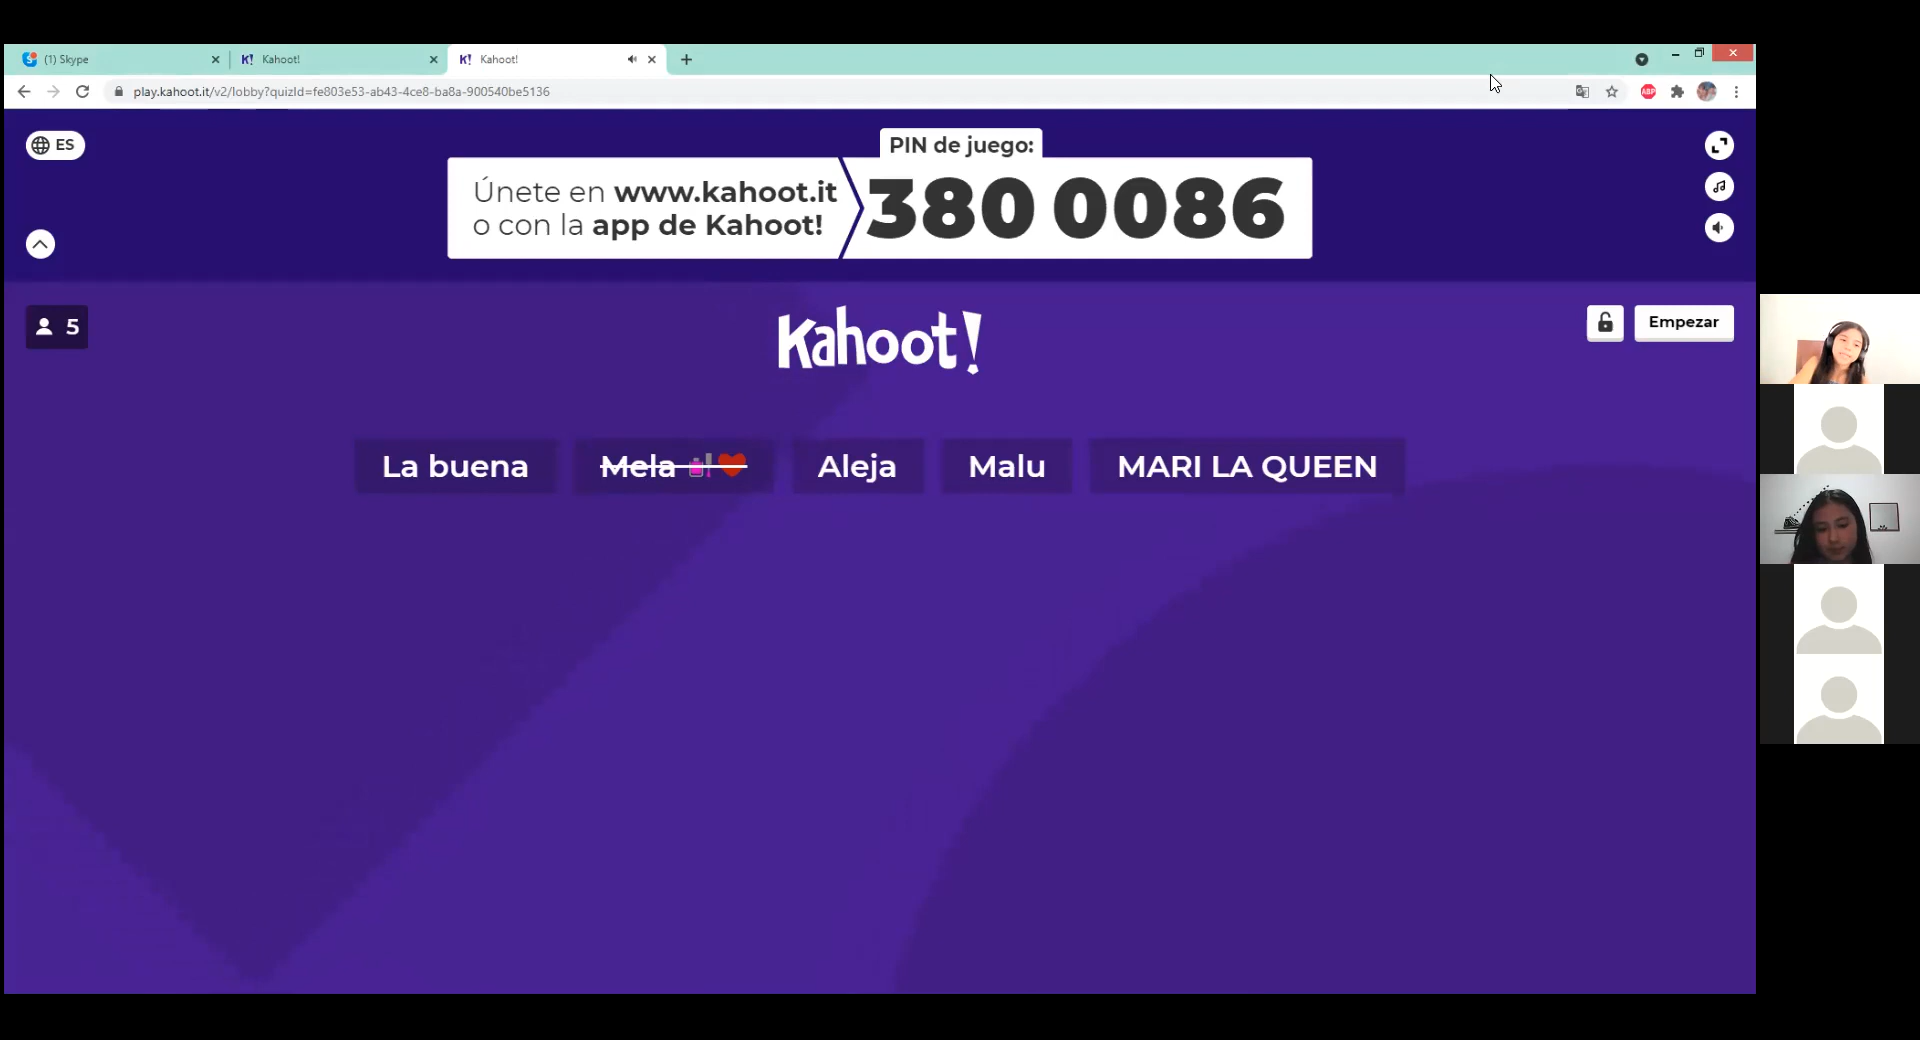 (1) Skype
Kahoot!
Kahoot!
play.kahoot.it/v2/lobby?quizId=fe803e53-ab43-4ce8-ba8a-900540be5136
ABP
ES
PIN de juego:
Únete en www.kahoot.it
o con la app de Kahoot!
380 0086
5
Kahoot!
Empezar
La buena
Mela 💅❤️
Aleja
Malu
MARI LA QUEEN